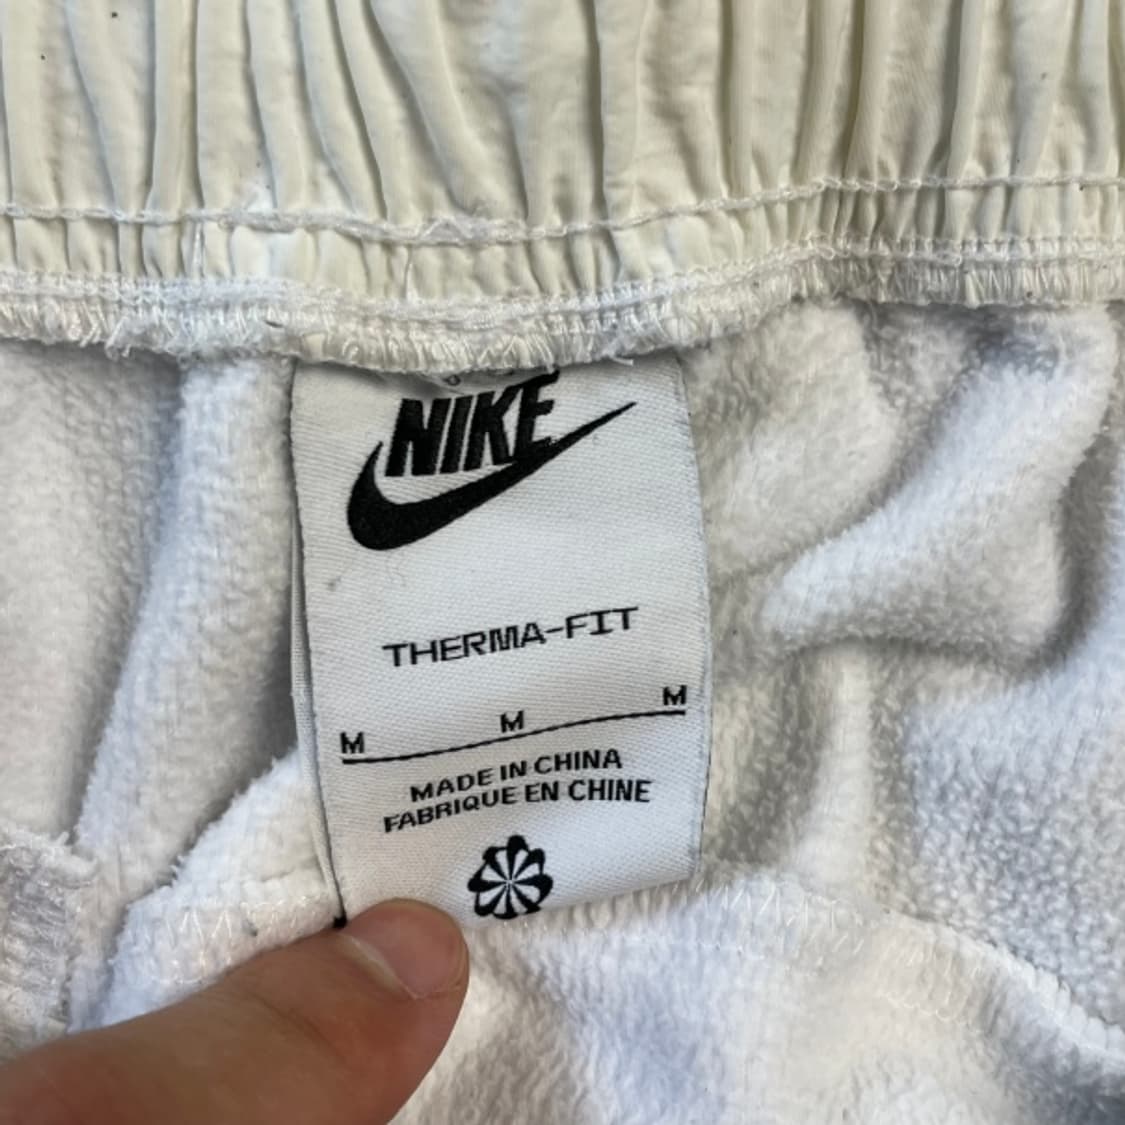 NIKE
THERMA-FIT
M M M
MADE IN CHINA
FABRIQUE EN CHINE